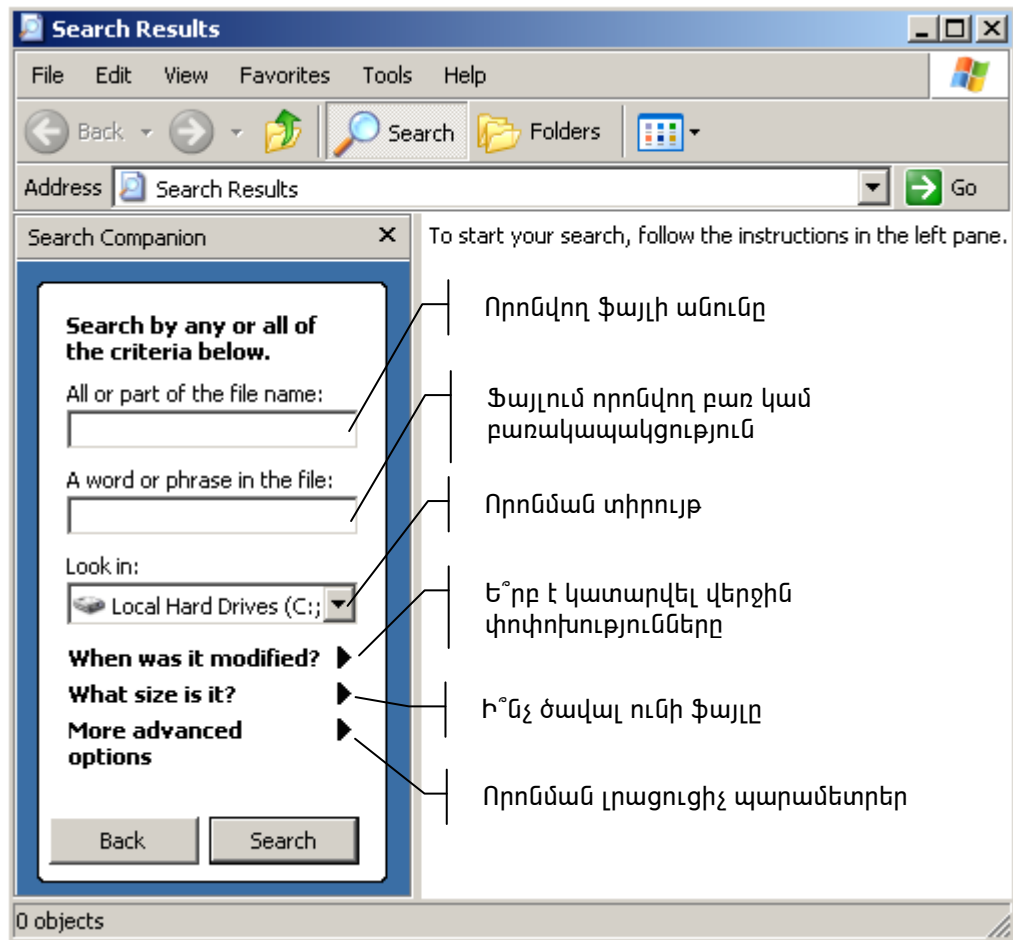 Search Results
File Edit View Favorites Tools Help
Back Search Folders
Address Search Results Go
Search Companion
To start your search, follow the instructions in the left pane.
Search by any or all of
the criteria below.
All or part of the file name:
A word or phrase in the file:
Look in:
Local Hard Drives (C:;
When was it modified?
What size is it?
More advanced
options
Back Search
Որոնվող ֆայլի անունը
Ֆայլում որոնվող բառ կամ
բառակապակցություն
Որոնման տիրույթ
Ե՞րբ է կատարվել վերջին
փոփոխությունները
Ի՞նչ ծավալ ունի ֆայլը
Որոնման լրացուցիչ պարամետրեր
0 objects